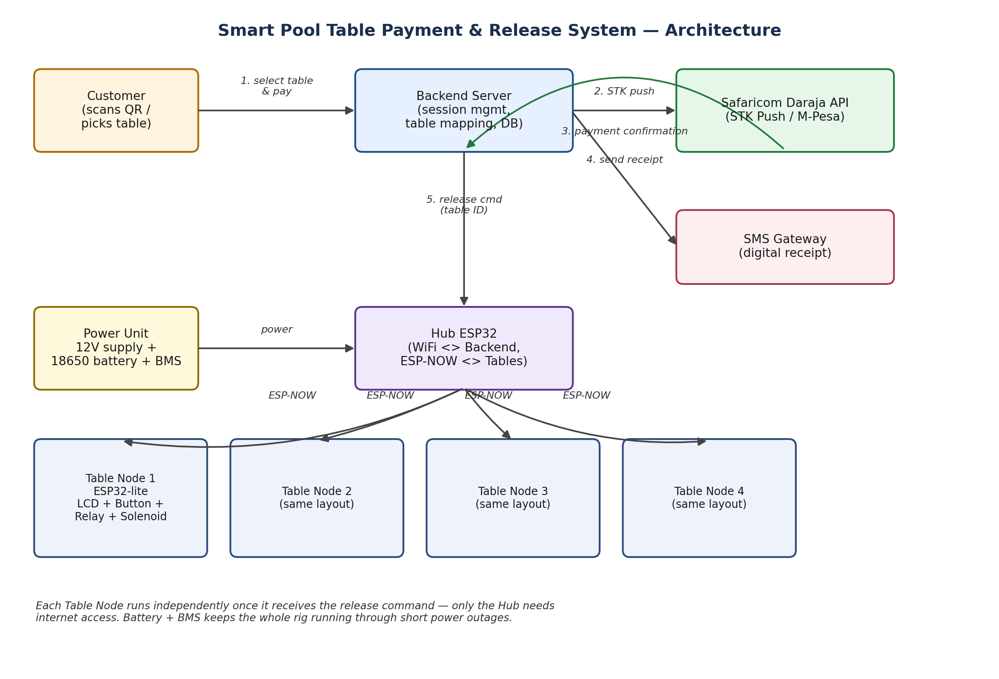 Smart Pool Table Payment & Release System — Architecture
Customer
(scans QR /
picks table)
1. select table
& pay
Backend Server
(session mgmt,
table mapping, DB)
2. STK push
Safaricom Daraja API
(STK Push / M-Pesa)
3. payment confirmation
4. send receipt
5. release cmd
(table ID)
SMS Gateway
(digital receipt)
Power Unit
12V supply +
18650 battery + BMS
power
Hub ESP32
(WiFi <> Backend,
ESP-NOW <> Tables)
ESP-NOW
ESP-NOW
ESP-NOW
ESP-NOW
Table Node 1
ESP32-lite
LCD + Button +
Relay + Solenoid
Table Node 2
(same layout)
Table Node 3
(same layout)
Table Node 4
(same layout)
Each Table Node runs independently once it receives the release command — only the Hub needs
internet access. Battery + BMS keeps the whole rig running through short power outages.